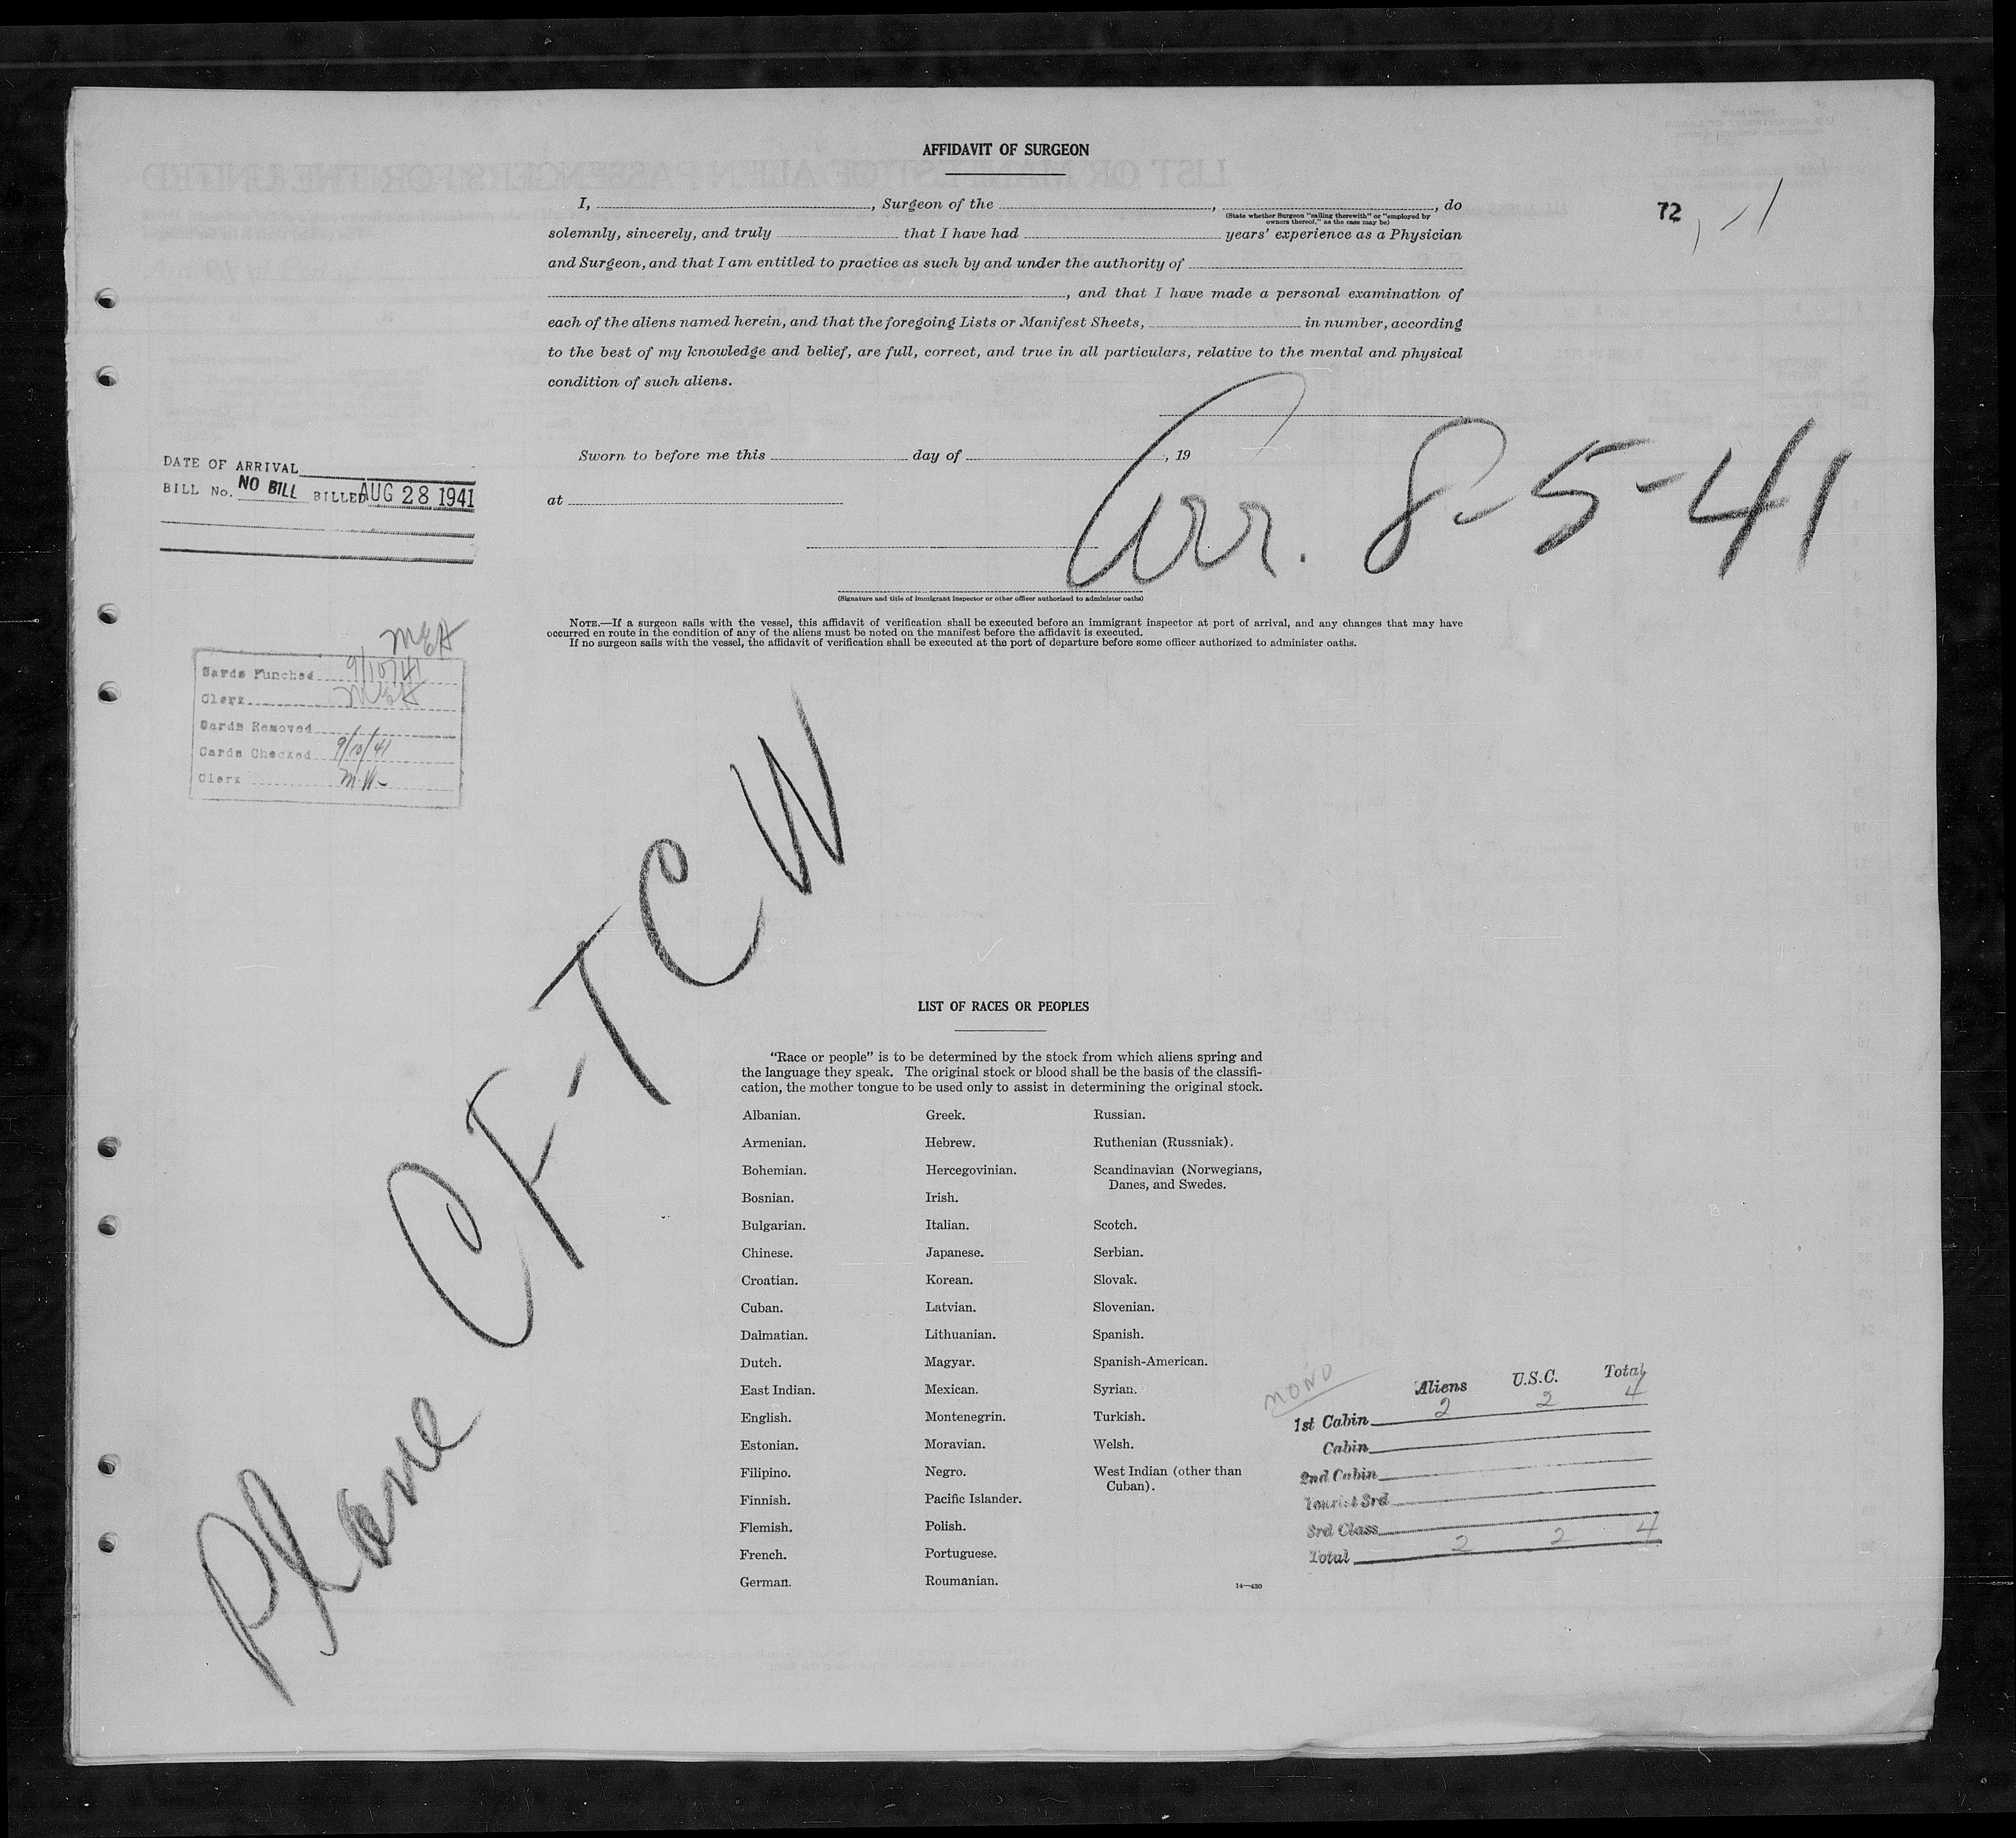 AFFIDAVIT OF SURGEON
I, , Surgeon of the , , do
(State whether Surgeon "sailing therewith" or "employed by
owners thereof," as the case may be)
72
solemnly, sincerely, and truly that I have had years' experience as a Physician
and Surgeon, and that I am entitled to practice as such by and under the authority of
, and that I have made a personal examination of
each of the aliens named herein, and that the foregoing Lists or Manifest Sheets, in number, according
to the best of my knowledge and belief, are full, correct, and true in all particulars, relative to the mental and physical
condition of such aliens.
Sworn to before me this day of , 19
at
Arr. 8-5-41
(Signature and title of immigrant inspector or other officer authorized to administer oaths)
NOTE.—If a surgeon sails with the vessel, this affidavit of verification shall be executed before an immigrant inspector at port of arrival, and any changes that may have
occurred en route in the condition of any of the aliens must be noted on the manifest before the affidavit is executed.
If no surgeon sails with the vessel, the affidavit of verification shall be executed at the port of departure before some officer authorized to administer oaths.
DATE OF ARRIVAL
BILL No. NO BILL BILLED AUG 28 1941
MEH
Cards Punched 9/10/41
Clerk MEH
Cards Removed
Cards Checked 9/10/41
Clerk M.W-
Plane CF-TCW
LIST OF RACES OR PEOPLES
"Race or people" is to be determined by the stock from which aliens spring and
the language they speak. The original stock or blood shall be the basis of the classifi-
cation, the mother tongue to be used only to assist in determining the original stock.
Albanian.
Armenian.
Bohemian.
Bosnian.
Bulgarian.
Chinese.
Croatian.
Cuban.
Dalmatian.
Dutch.
East Indian.
English.
Estonian.
Filipino.
Finnish.
Flemish.
French.
German.
Greek.
Hebrew.
Hercegovinian.
Irish.
Italian.
Japanese.
Korean.
Latvian.
Lithuanian.
Magyar.
Mexican.
Montenegrin.
Moravian.
Negro.
Pacific Islander.
Polish.
Portuguese.
Roumanian.
Russian.
Ruthenian (Russniak).
Scandinavian (Norwegians,
Danes, and Swedes.
Scotch.
Serbian.
Slovak.
Slovenian.
Spanish.
Spanish-American.
Syrian.
Turkish.
Welsh.
West Indian (other than
Cuban).
14—430
MONO
Aliens U.S.C. Total
1st Cabin 2 2 4
Cabin
2nd Cabin
Tourist 3rd
3rd Class
Total 2 2 4